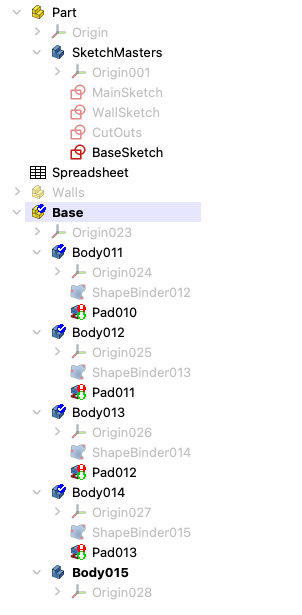 Part
Origin
SketchMasters
Origin001
MainSketch
WallSketch
CutOuts
BaseSketch
Spreadsheet
Walls
Base
Origin023
Body011
Origin024
ShapeBinder012
Pad010
Body012
Origin025
ShapeBinder013
Pad011
Body013
Origin026
ShapeBinder014
Pad012
Body014
Origin027
ShapeBinder015
Pad013
Body015
Origin028